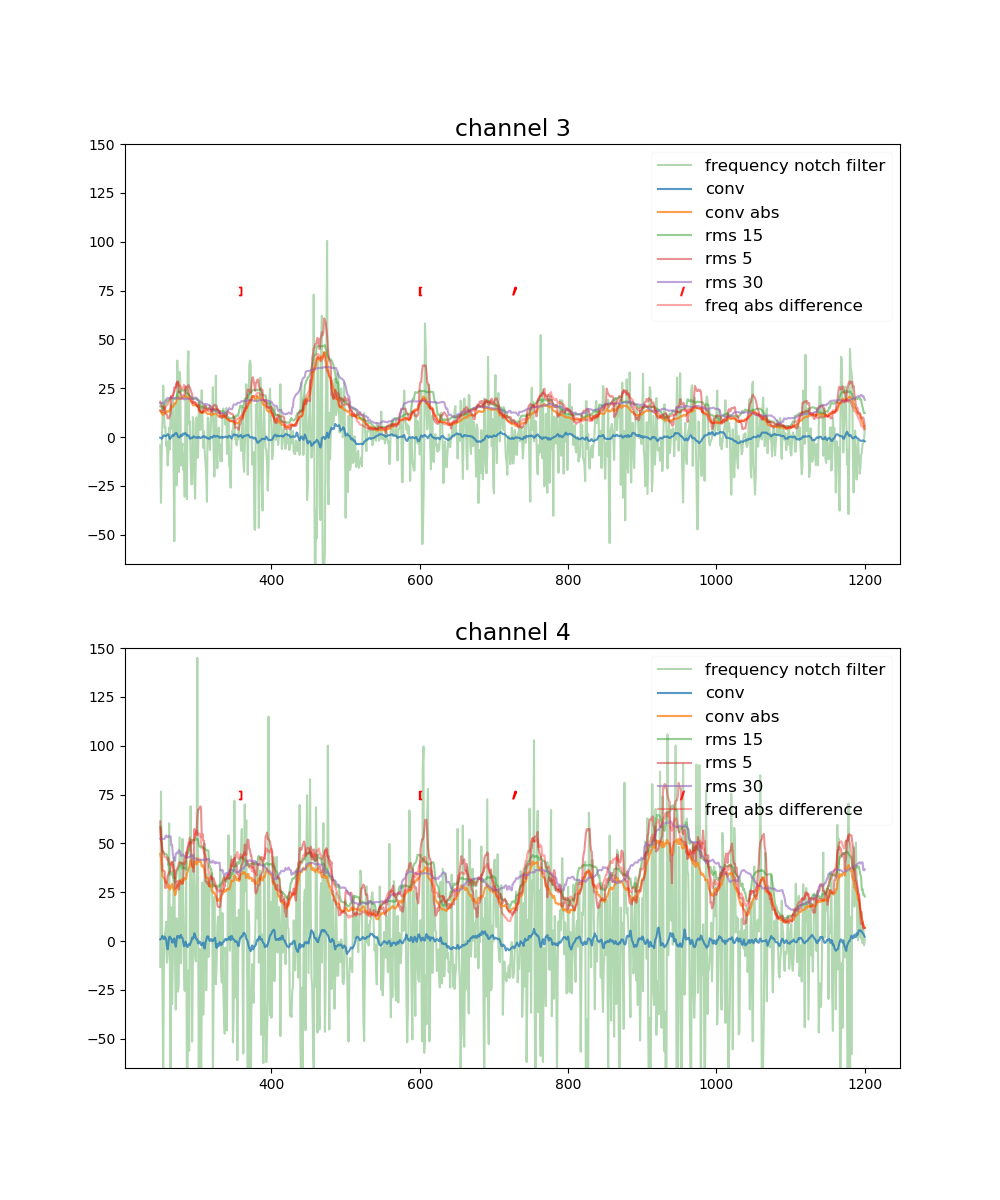 channel 3
150
125
100
75
50
25
0
−25
−50
frequency notch filter
conv
conv abs
rms 15
rms 5
rms 30
freq abs difference
400
600
800
1000
1200
channel 4
150
125
100
75
50
25
0
−25
−50
frequency notch filter
conv
conv abs
rms 15
rms 5
rms 30
freq abs difference
400
600
800
1000
1200